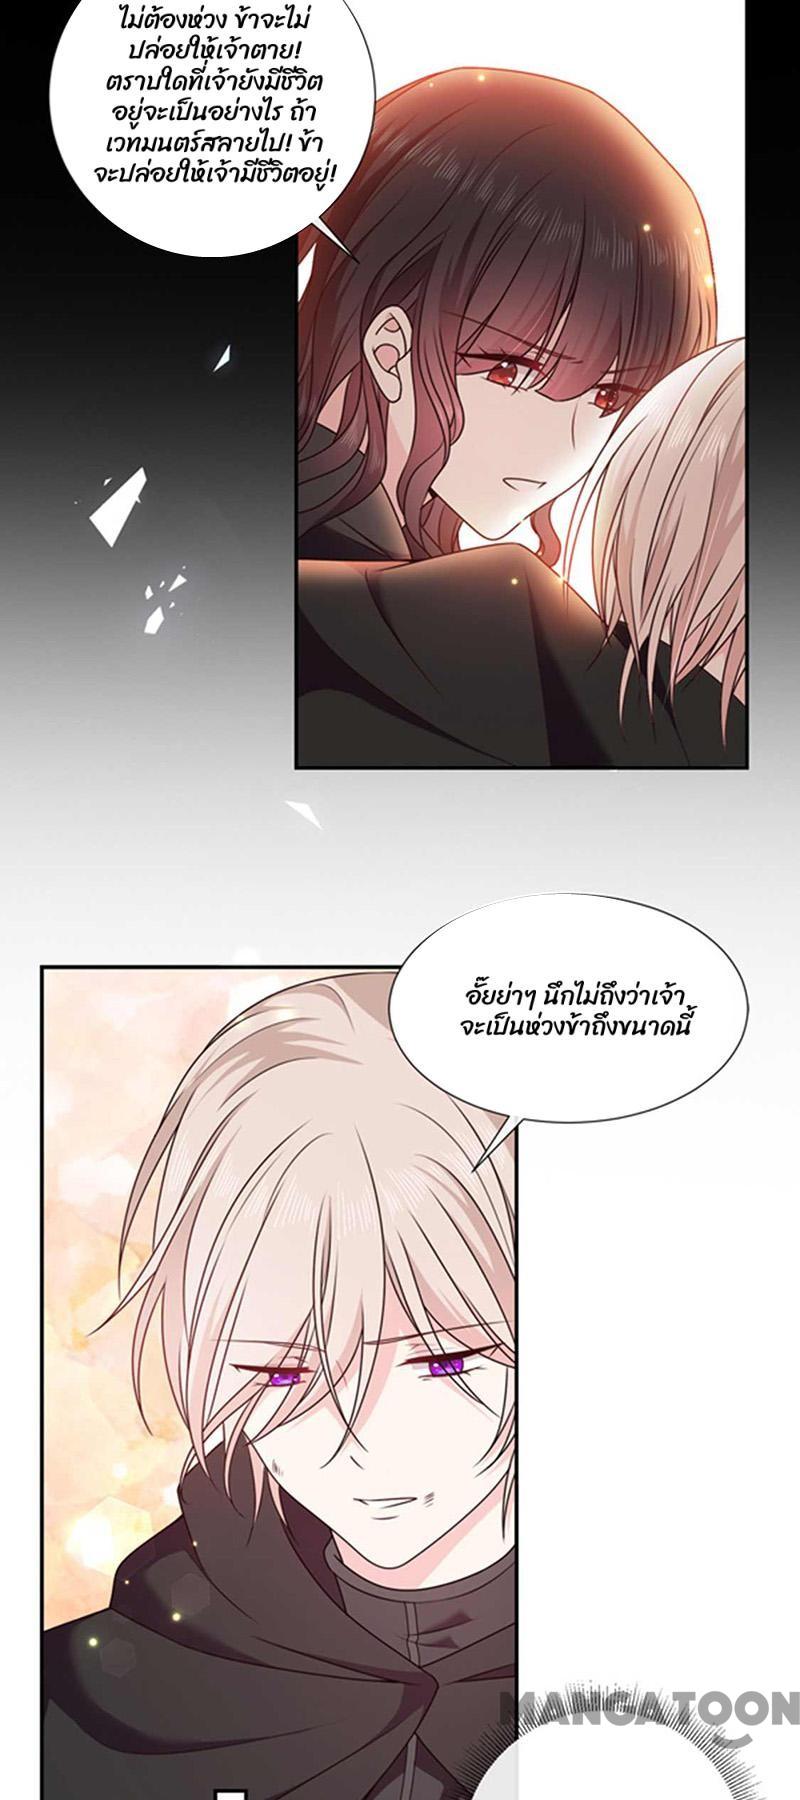 ไม่ต้องห่วง ข้าจะไม่
ปล่อยให้เจ้าตาย!
ตราบใดที่เจ้ายังมีชีวิต
อยู่จะเป็นอย่างไร ถ้า
เวทมนตร์สลายไป! ข้า
จะปล่อยให้เจ้ามีชีวิตอยู่!
อั๊ยย่าๆ นึกไม่ถึงว่าเจ้า
จะเป็นห่วงข้าถึงขนาดนี้
MANGATOON